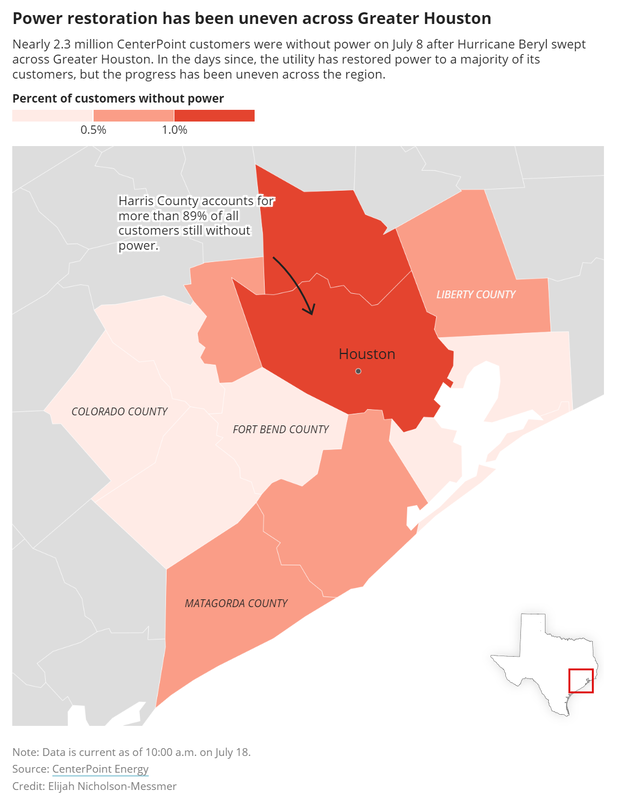 Power restoration has been uneven across Greater Houston
Nearly 2.3 million CenterPoint customers were without power on July 8 after Hurricane Beryl swept
across Greater Houston. In the days since, the utility has restored power to a majority of its
customers, but the progress has been uneven across the region.
Percent of customers without power
0.5%
1.0%
Harris County accounts for
more than 89% of all
customers still without
power.
LIBERTY COUNTY
Houston
COLORADO COUNTY
FORT BEND COUNTY
MATAGORDA COUNTY
Note: Data is current as of 10:00 a.m. on July 18.
Source: CenterPoint Energy
Credit: Elijah Nicholson-Messmer